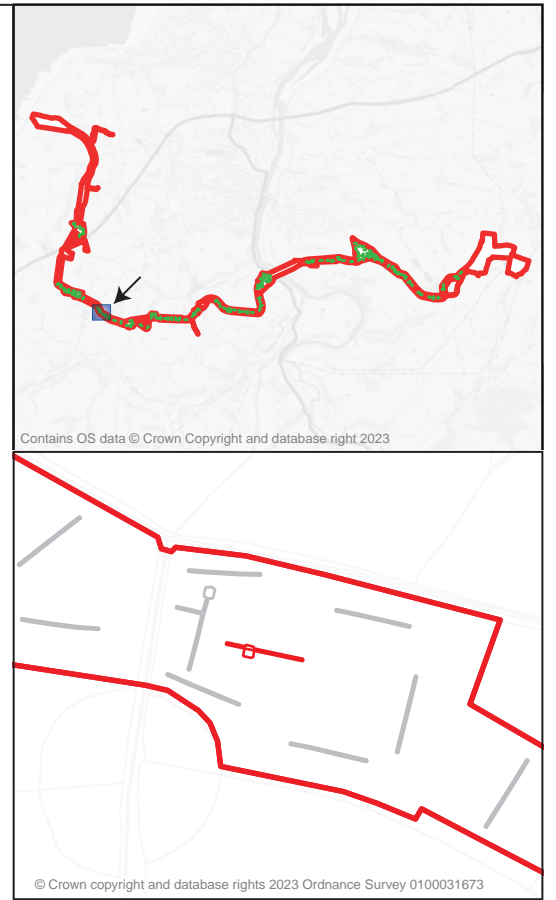 Contains OS data © Crown Copyright and database right 2023
© Crown copyright and database rights 2023 Ordnance Survey 0100031673